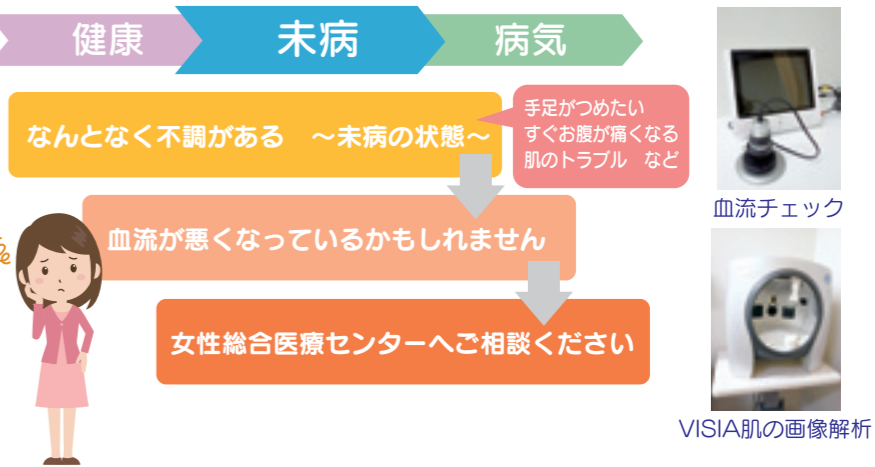 健康
未病
病気
なんとなく不調がある　～未病の状態～
手足がつめたい
すぐお腹が痛くなる
肌のトラブル　など
血流が悪くなっているかもしれません
女性総合医療センターへご相談ください
血流チェック
VISIA肌の画像解析